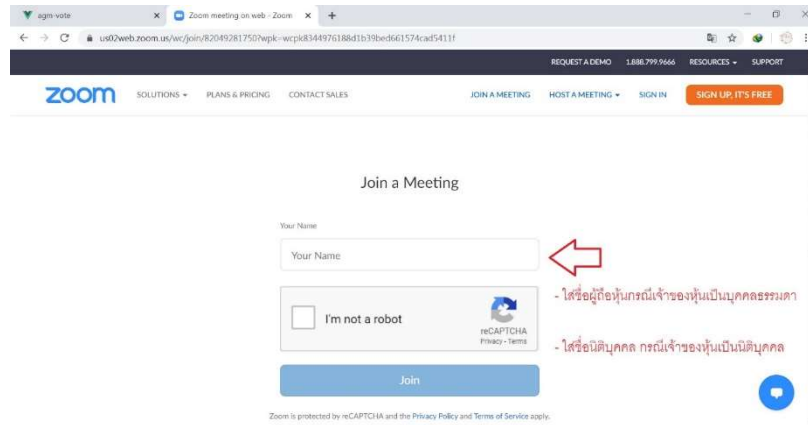 agm-vote
Zoom meeting on web - Zoom
us02web.zoom.us/wc/join/82049281750?wpk=wcpk8344976188d1b39bed661574cad5411f
REQUEST A DEMO 1.888.799.9666 RESOURCES SUPPORT
zoom SOLUTIONS PLANS & PRICING CONTACT SALES JOIN A MEETING HOST A MEETING SIGN IN SIGN UP, IT'S FREE
Join a Meeting
Your Name
Your Name
- ใส่ชื่อผู้ถือหุ้นกรณีเจ้าของหุ้นเป็นบุคคลธรรมดา
I'm not a robot
reCAPTCHA
Privacy - Terms
- ใส่ชื่อนิติบุคคล กรณีเจ้าของหุ้นเป็นนิติบุคคล
Join
Zoom is protected by reCAPTCHA and the Privacy Policy and Terms of Service apply.